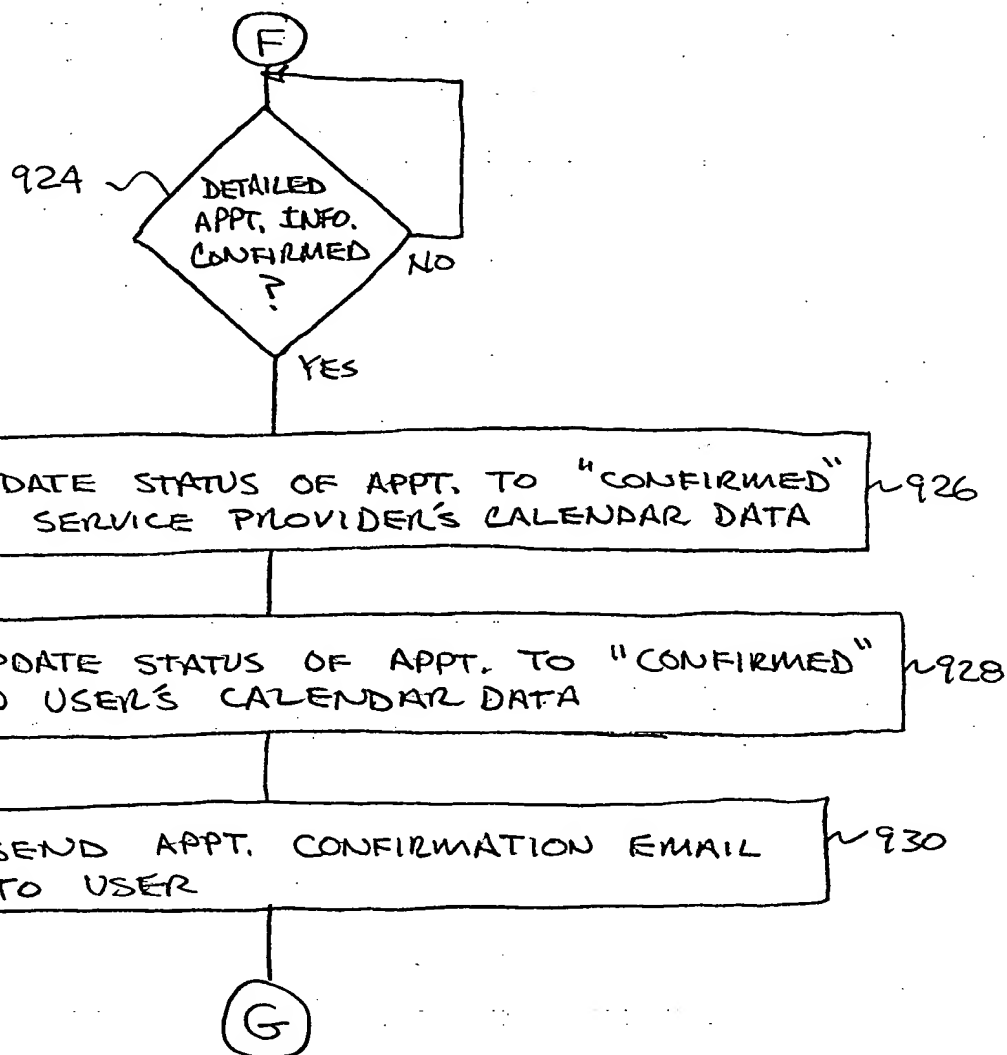 F
924
DETAILED
APPT. INFO.
CONFIRMED
?
NO
YES
DATE STATUS OF APPT. TO "CONFIRMED"
SERVICE PROVIDER'S CALENDAR DATA
926
PDATE STATUS OF APPT. TO "CONFIRMED"
USER'S CALENDAR DATA
928
SEND APPT. CONFIRMATION EMAIL
TO USER
930
G